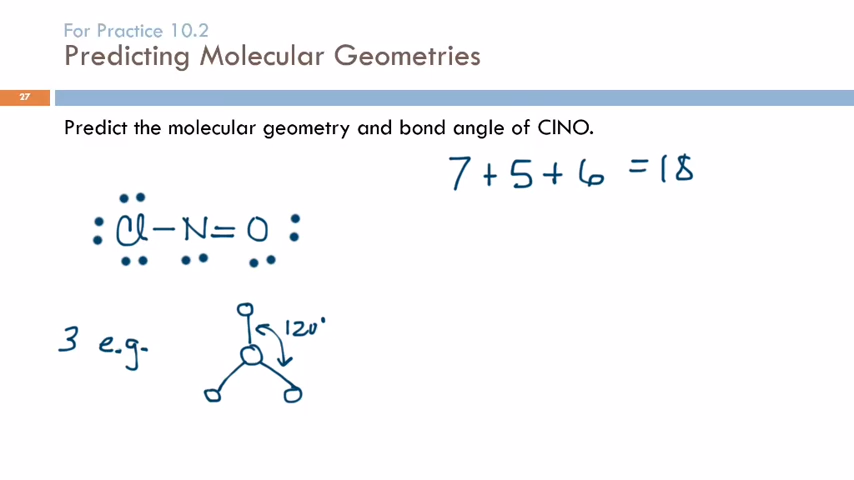 For Practice 10.2
Predicting Molecular Geometries
27
Predict the molecular geometry and bond angle of ClNO.
7 + 5 + 6 = 18
:Cl-N=O:
3 e.g.
120°